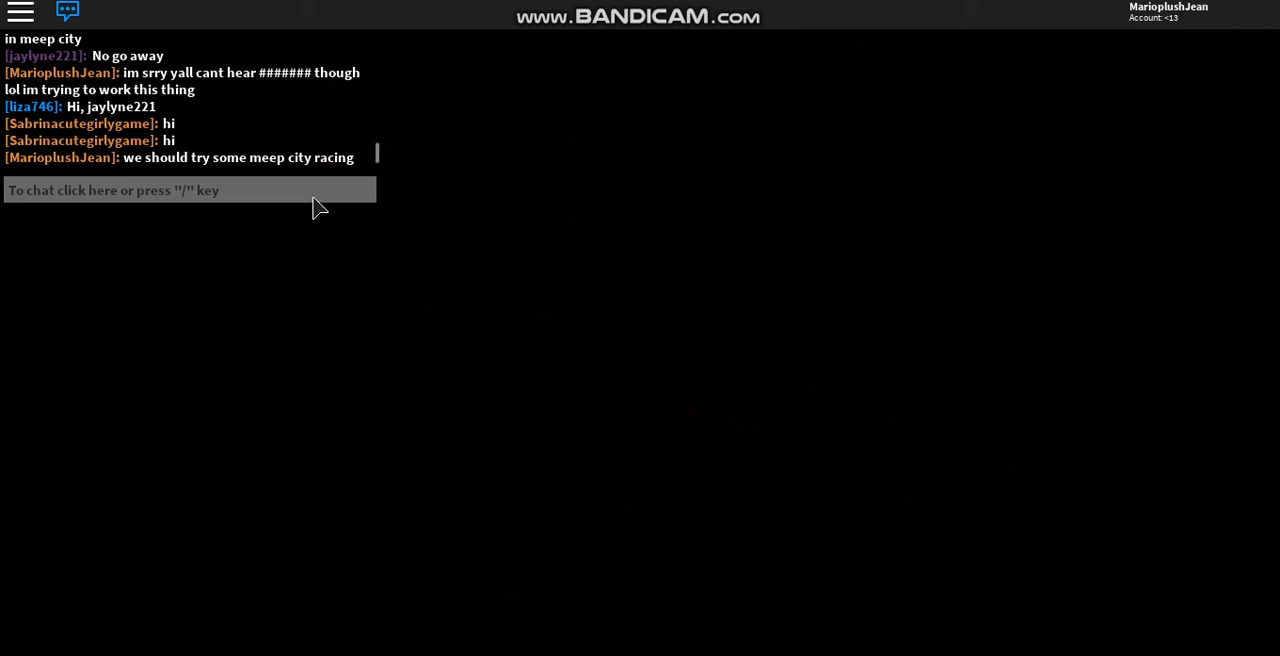 www.BANDICAM.com
MarioplushJean
Account: <13
in meep city
[jaylyne221]: No go away
[MarioplushJean]: im srry yall cant hear ####### though
lol im trying to work this thing
[liza746]: Hi, jaylyne221
[Sabrinacutegirlygame]: hi
[Sabrinacutegirlygame]: hi
[MarioplushJean]: we should try some meep city racing
To chat click here or press "/" key